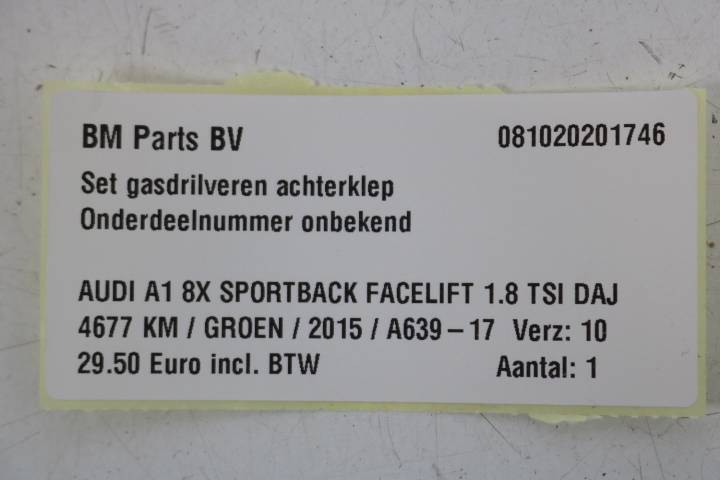 BM Parts BV 081020201746
Set gasdrilveren achterklep
Onderdeelnummer onbekend
AUDI A1 8X SPORTBACK FACELIFT 1.8 TSI DAJ
4677 KM / GROEN / 2015 / A639-17 Verz: 10
29.50 Euro incl. BTW Aantal: 1